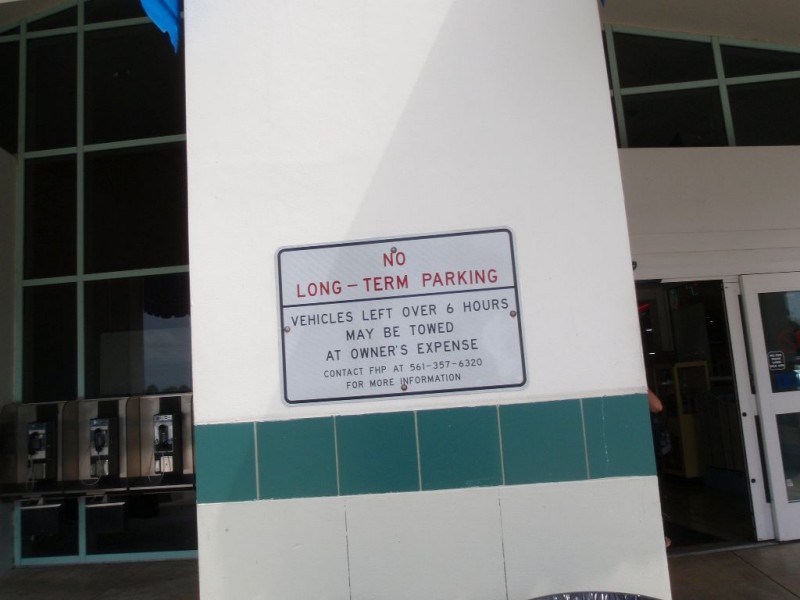 NO
LONG-TERM PARKING
VEHICLES LEFT OVER 6 HOURS
MAY BE TOWED
AT OWNER'S EXPENSE
CONTACT FHP AT 561-357-6320
FOR MORE INFORMATION